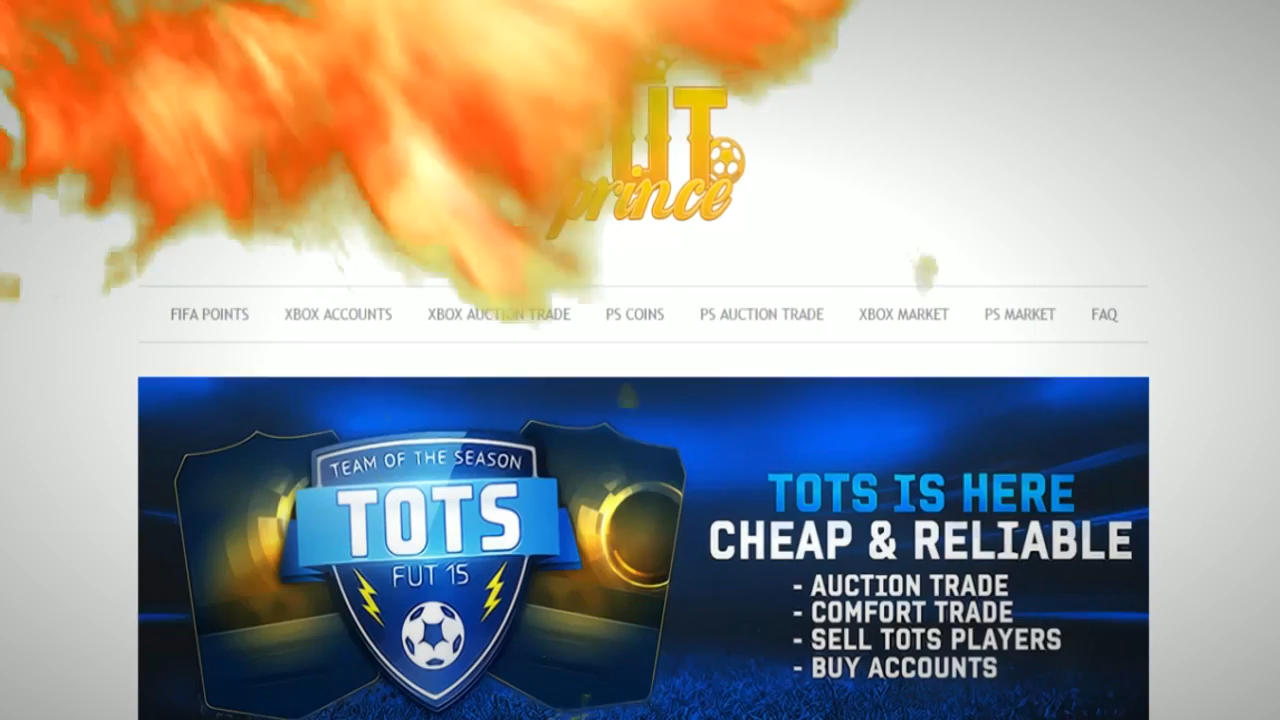 UT
prince
FIFA POINTS XBOX ACCOUNTS XBOX AUCTION TRADE PS COINS PS AUCTION TRADE XBOX MARKET PS MARKET FAQ
TEAM OF THE SEASON
TOTS
FUT 15
TOTS IS HERE
CHEAP & RELIABLE
- AUCTION TRADE
- COMFORT TRADE
- SELL TOTS PLAYERS
- BUY ACCOUNTS